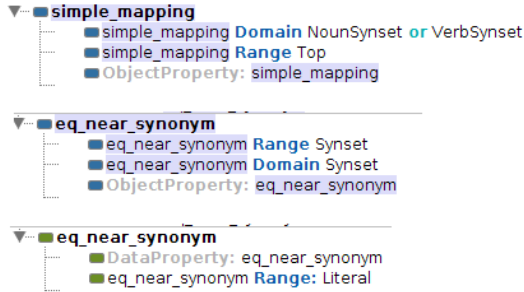 simple_mapping
simple_mapping Domain NounSynset or VerbSynset
simple_mapping Range Top
ObjectProperty: simple_mapping
eq_near_synonym
eq_near_synonym Range Synset
eq_near_synonym Domain Synset
ObjectProperty: eq_near_synonym
eq_near_synonym
DataProperty: eq_near_synonym
eq_near_synonym Range: Literal